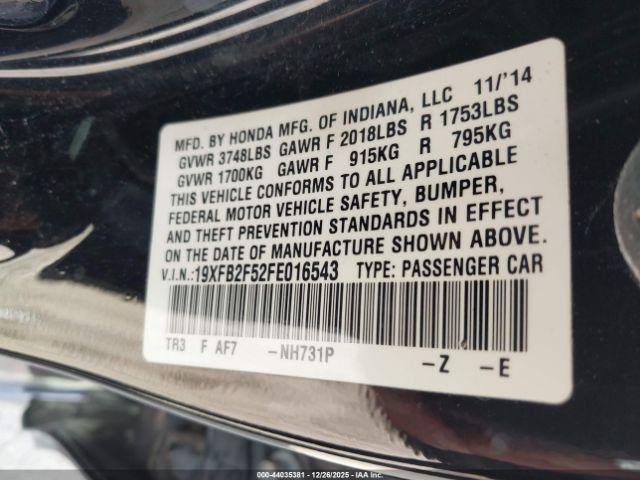 MFD. BY HONDA MFG. OF INDIANA, LLC 11/'14
GVWR 3748LBS GAWR F 2018LBS R 1753LBS
GVWR 1700KG GAWR F 915KG R 795KG
THIS VEHICLE CONFORMS TO ALL APPLICABLE
FEDERAL MOTOR VEHICLE SAFETY, BUMPER,
AND THEFT PREVENTION STANDARDS IN EFFECT
ON THE DATE OF MANUFACTURE SHOWN ABOVE.
V.I.N.:19XFB2F52FE016543 TYPE: PASSENGER CAR
TR3 F AF7 -NH731P -Z -E
000-44035381 - 12/26/2025 - IAAI.COM